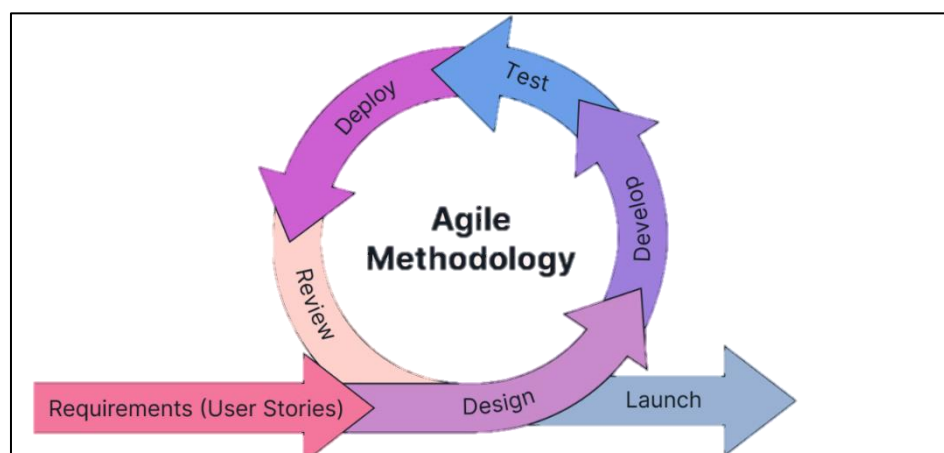 Test
Deploy
Develop
Agile
Methodology
Review
Requirements (User Stories)
Design
Launch